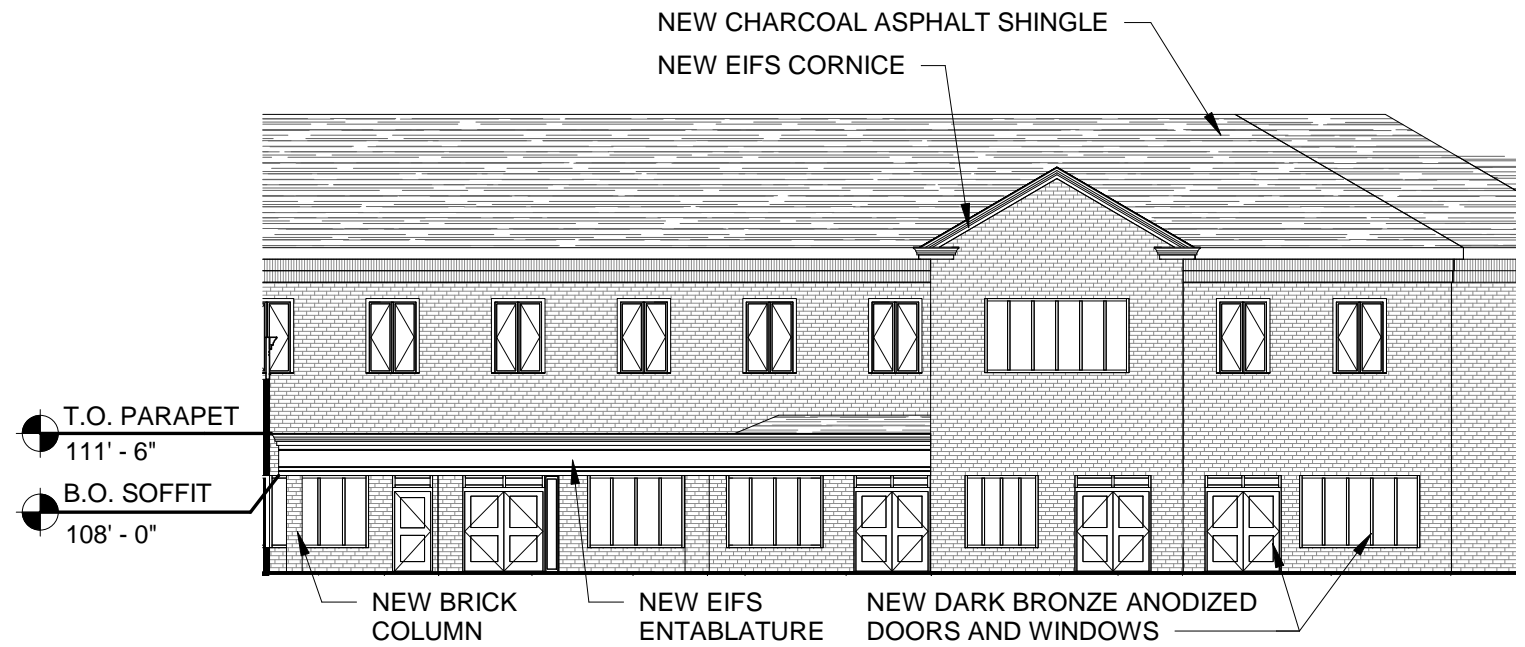 NEW CHARCOAL ASPHALT SHINGLE
NEW EIFS CORNICE
T.O. PARAPET
111' - 6"
B.O. SOFFIT
108' - 0"
NEW BRICK
COLUMN
NEW EIFS
ENTABLATURE
NEW DARK BRONZE ANODIZED
DOORS AND WINDOWS